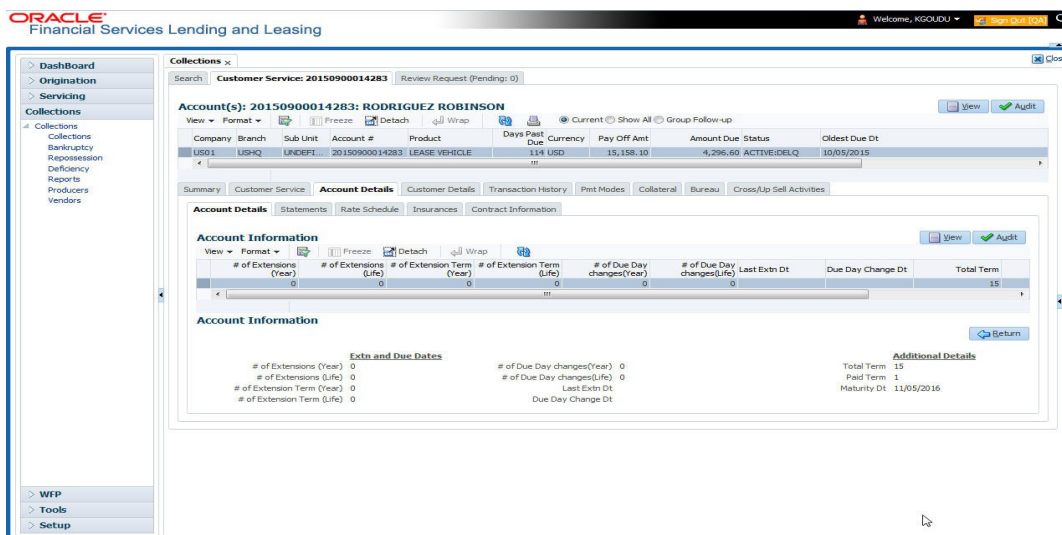 ORACLE
Financial Services Lending and Leasing
Welcome, KGOUDU
Sign Out [QA]
DashBoard
Origination
Servicing
Collections
Collections
Collections
Bankruptcy
Repossession
Deficiency
Reports
Producers
Vendors
WFP
Tools
Setup
Collections x
Clos
Search Customer Service: 20150900014283 Review Request (Pending: 0)
Account(s): 20150900014283: RODRIGUEZ ROBINSON
View Audit
View Format Freeze Detach Wrap Current Show All Group Follow-up
Company Branch Sub Unit Account # Product Days Past Due Currency Pay Off Amt Amount Due Status Oldest Due Dt
US01 USHQ UNDEFI... 20150900014283 LEASE VEHICLE 114 USD 15,158.10 4,296.60 ACTIVE:DELQ 10/05/2015
Summary Customer Service Account Details Customer Details Transaction History Pmt Modes Collateral Bureau Cross/Up Sell Activities
Account Details Statements Rate Schedule Insurances Contract Information
Account Information
View Audit
View Format Freeze Detach Wrap
# of Extensions (Year) # of Extensions (Life) # of Extension Term (Year) # of Extension Term (Life) # of Due Day changes(Year) # of Due Day changes(Life) Last Extn Dt Due Day Change Dt Total Term
0 0 0 0 0 0 15
Account Information
Return
Extn and Due Dates Additional Details
# of Extensions (Year) 0 # of Due Day changes(Year) 0 Total Term 15
# of Extensions (Life) 0 # of Due Day changes(Life) 0 Paid Term 1
# of Extension Term (Year) 0 Last Extn Dt Maturity Dt 11/05/2016
# of Extension Term (Life) 0 Due Day Change Dt